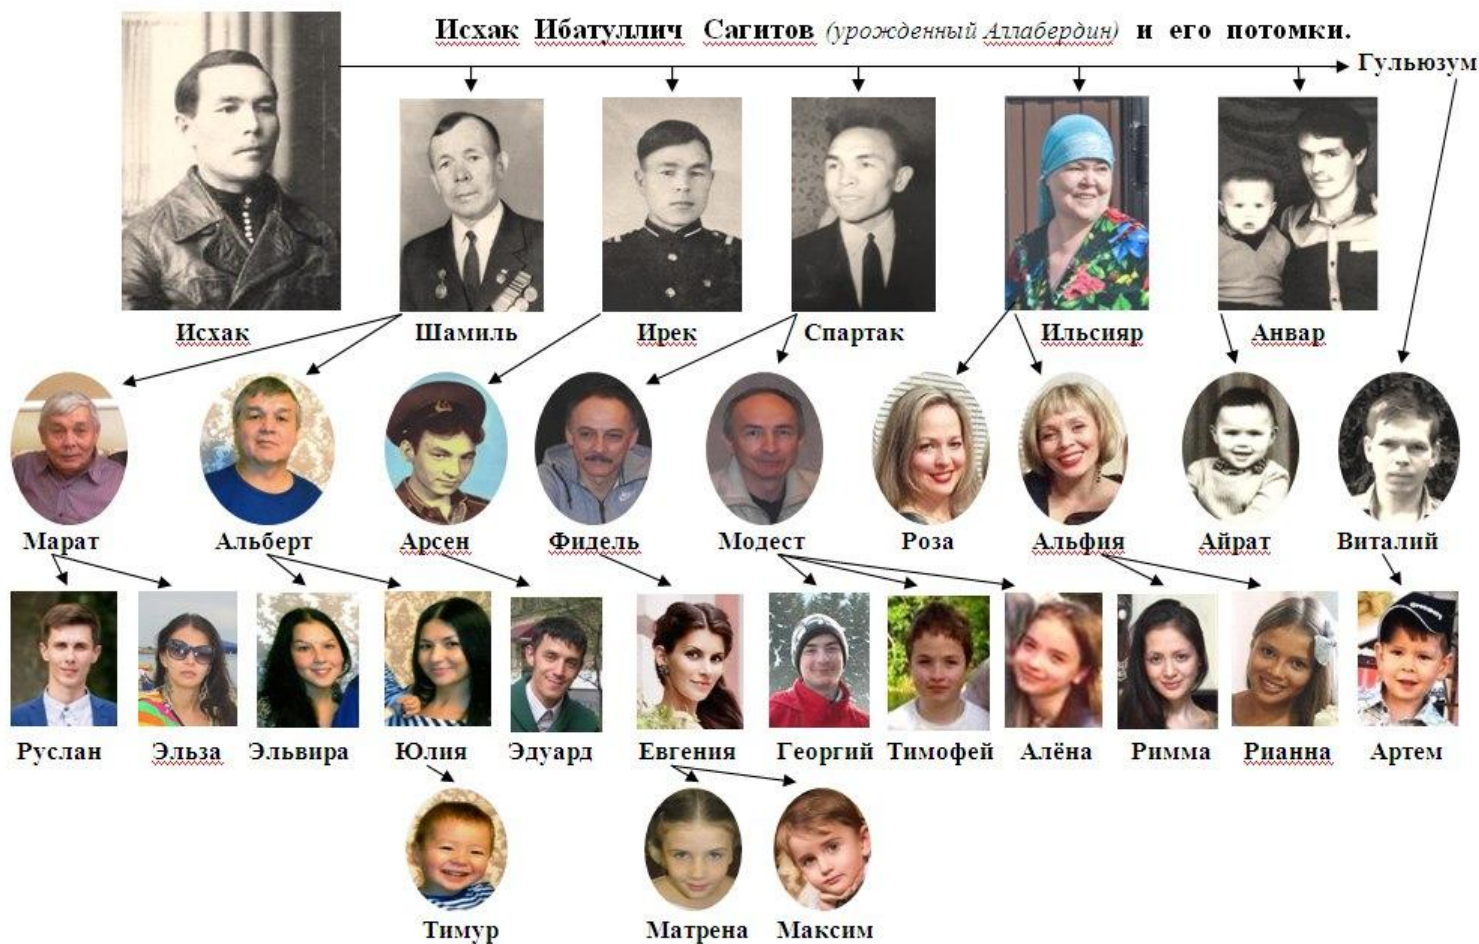 Исхак Ибатуллич Сагитов (урожденный Аллабердин) и его потомки.
Гульюзум
Исхак Шамиль Ирек Спартак Ильсияр Анвар
Марат Альберт Арсен Фидель Модест Роза Альфия Айрат Виталий
Руслан Эльза Эльвира Юлия Эдуард Евгения Георгий Тимофей Алёна Римма Рианна Артем
Тимур Матрена Максим